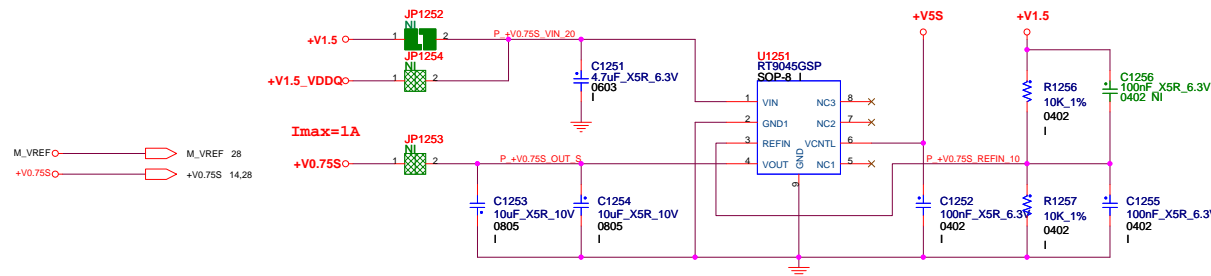 JP1252
NI
+V1.5
1
2
P_+V0.75S_VIN_20
JP1254
NI
+V1.5_VDDQ
1
2
C1251
4.7uF_X5R_6.3V
0603
I
U1251
RT9045GSP
SOP-8 I
1
VIN
NC3
8
2
GND1
NC2
7
3
REFIN
VCNTL
6
4
VOUT
NC1
5
GND
9
+V5S
+V1.5
R1256
10K_1%
0402
I
C1256
100nF_X5R_6.3V
0402 NI
Imax=1A
JP1253
NI
+V0.75S
1
2
P_+V0.75S_OUT_S
P_+V0.75S_REFIN_10
M_VREF
M_VREF 28
+V0.75S
+V0.75S 14,28
C1253
10uF_X5R_10V
0805
I
C1254
10uF_X5R_10V
0805
I
C1252
100nF_X5R_6.3V
0402
I
R1257
10K_1%
0402
I
C1255
100nF_X5R_6.3V
0402
I